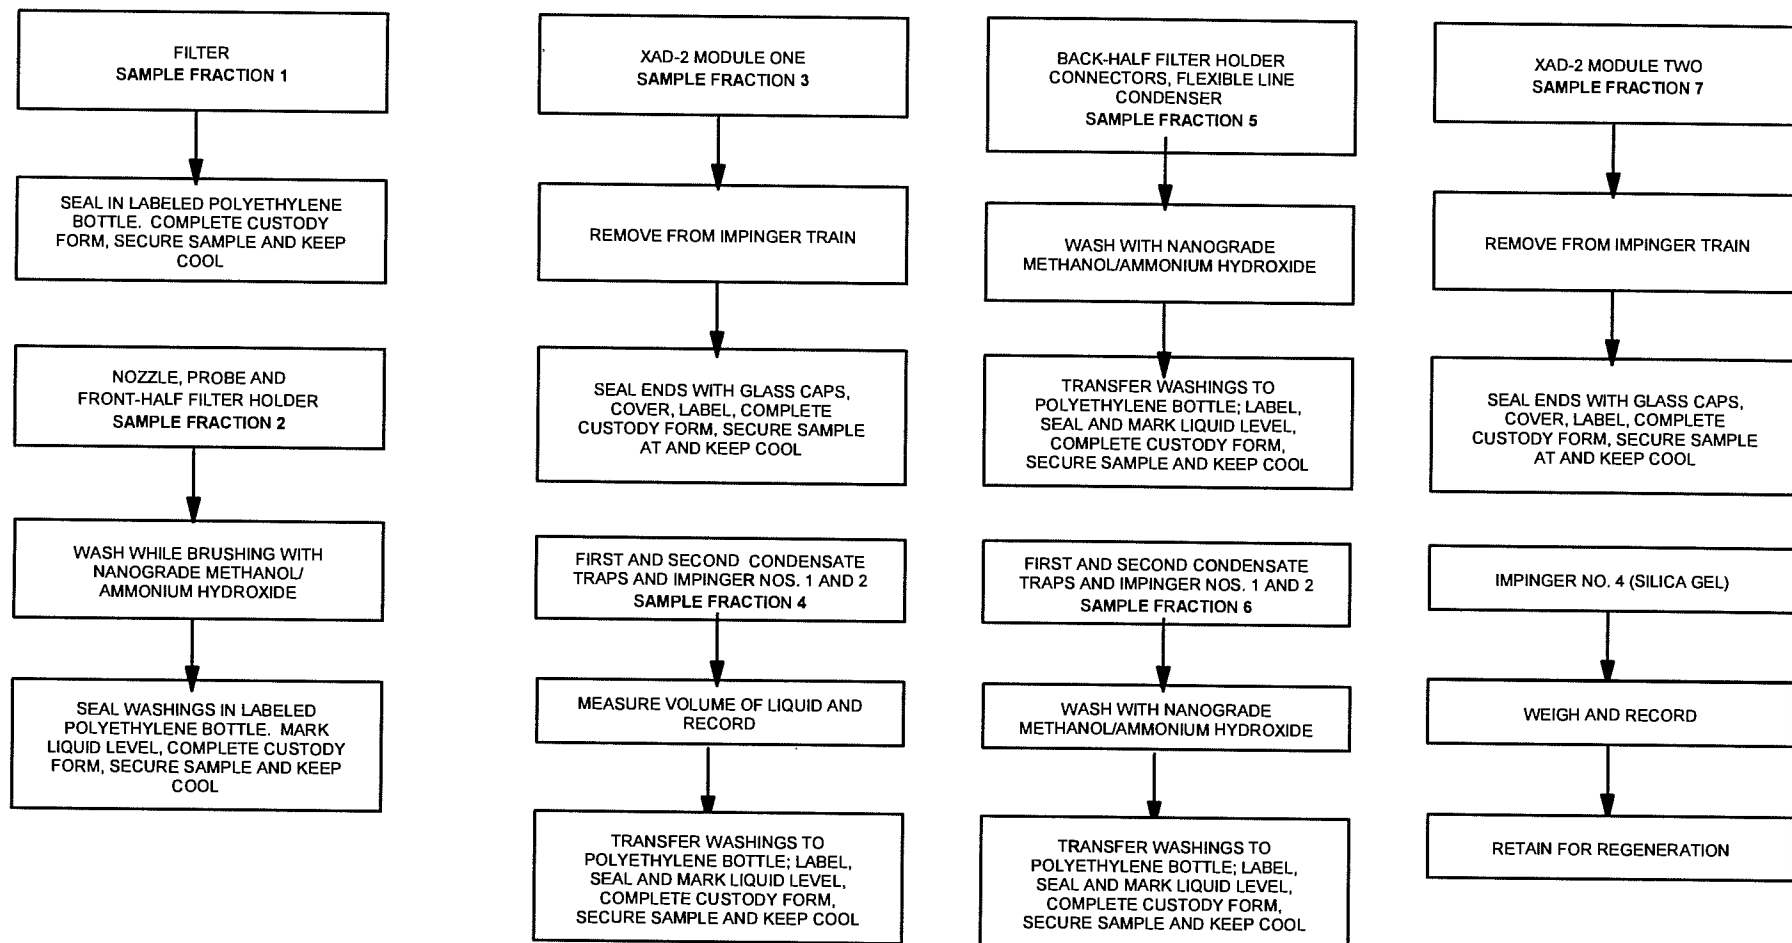 FILTER
SAMPLE FRACTION 1
SEAL IN LABELED POLYETHYLENE
BOTTLE. COMPLETE CUSTODY
FORM, SECURE SAMPLE AND KEEP
COOL
NOZZLE, PROBE AND
FRONT-HALF FILTER HOLDER
SAMPLE FRACTION 2
WASH WHILE BRUSHING WITH
NANOGRADE METHANOL/
AMMONIUM HYDROXIDE
SEAL WASHINGS IN LABELED
POLYETHYLENE BOTTLE. MARK
LIQUID LEVEL, COMPLETE CUSTODY
FORM, SECURE SAMPLE AND KEEP
COOL
XAD-2 MODULE ONE
SAMPLE FRACTION 3
REMOVE FROM IMPINGER TRAIN
SEAL ENDS WITH GLASS CAPS,
COVER, LABEL, COMPLETE
CUSTODY FORM, SECURE SAMPLE
AT AND KEEP COOL
FIRST AND SECOND CONDENSATE
TRAPS AND IMPINGER NOS. 1 AND 2
SAMPLE FRACTION 4
MEASURE VOLUME OF LIQUID AND
RECORD
TRANSFER WASHINGS TO
POLYETHYLENE BOTTLE; LABEL,
SEAL AND MARK LIQUID LEVEL,
COMPLETE CUSTODY FORM,
SECURE SAMPLE AND KEEP COOL
BACK-HALF FILTER HOLDER
CONNECTORS, FLEXIBLE LINE
CONDENSER
SAMPLE FRACTION 5
WASH WITH NANOGRADE
METHANOL/AMMONIUM HYDROXIDE
TRANSFER WASHINGS TO
POLYETHYLENE BOTTLE; LABEL,
SEAL AND MARK LIQUID LEVEL,
COMPLETE CUSTODY FORM,
SECURE SAMPLE AND KEEP COOL
FIRST AND SECOND CONDENSATE
TRAPS AND IMPINGER NOS. 1 AND 2
SAMPLE FRACTION 6
WASH WITH NANOGRADE
METHANOL/AMMONIUM HYDROXIDE
TRANSFER WASHINGS TO
POLYETHYLENE BOTTLE; LABEL,
SEAL AND MARK LIQUID LEVEL,
COMPLETE CUSTODY FORM,
SECURE SAMPLE AND KEEP COOL
XAD-2 MODULE TWO
SAMPLE FRACTION 7
REMOVE FROM IMPINGER TRAIN
SEAL ENDS WITH GLASS CAPS,
COVER, LABEL, COMPLETE
CUSTODY FORM, SECURE SAMPLE
AT AND KEEP COOL
IMPINGER NO. 4 (SILICA GEL)
WEIGH AND RECORD
RETAIN FOR REGENERATION